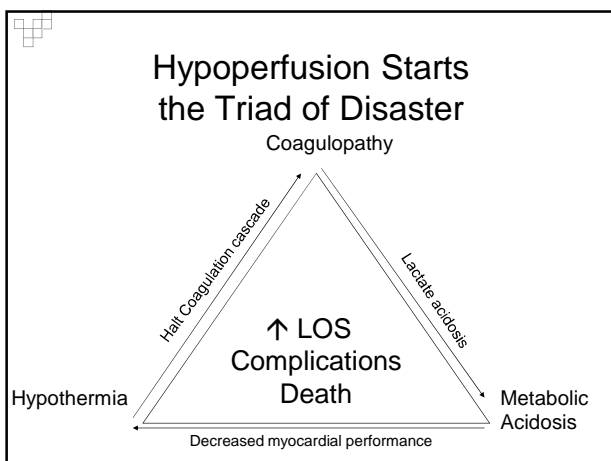 Hypoperfusion Starts
the Triad of Disaster
Coagulopathy
Halt Coagulation cascade
Lactate acidosis
↑ LOS
Complications
Death
Hypothermia
Metabolic
Acidosis
Decreased myocardial performance